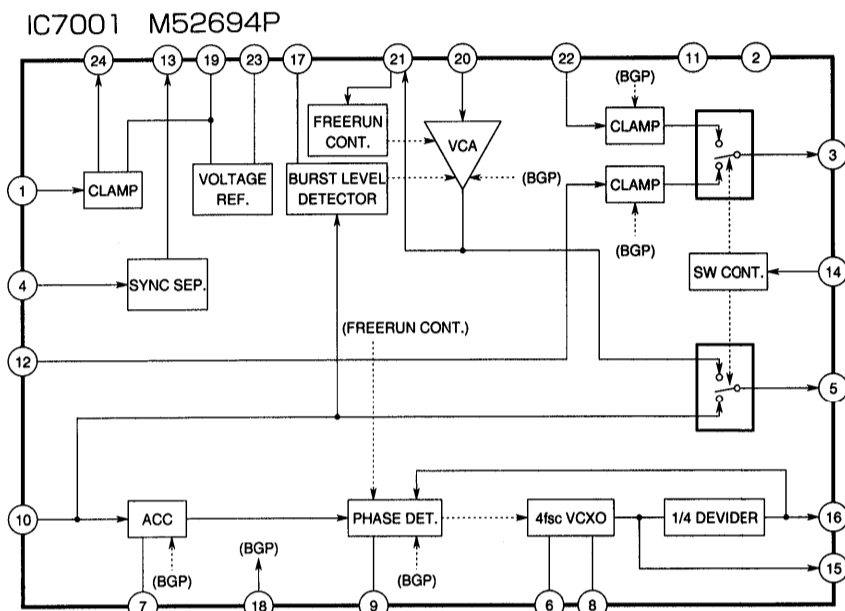 IC7001 M52694P
24 13 19 23 17 21 20 22 11 2
(BGP)
FREERUN
CONT.
VCA
CLAMP
3
1
CLAMP
VOLTAGE
REF.
BURST LEVEL
DETECTOR
(BGP)
CLAMP
(BGP)
4
SYNC SEP.
SW CONT.
14
(FREERUN CONT.)
12
5
10
ACC
PHASE DET.
4fsc VCXO
1/4 DEVIDER
16
(BGP)
(BGP)
(BGP)
15
7 18 9 6 8